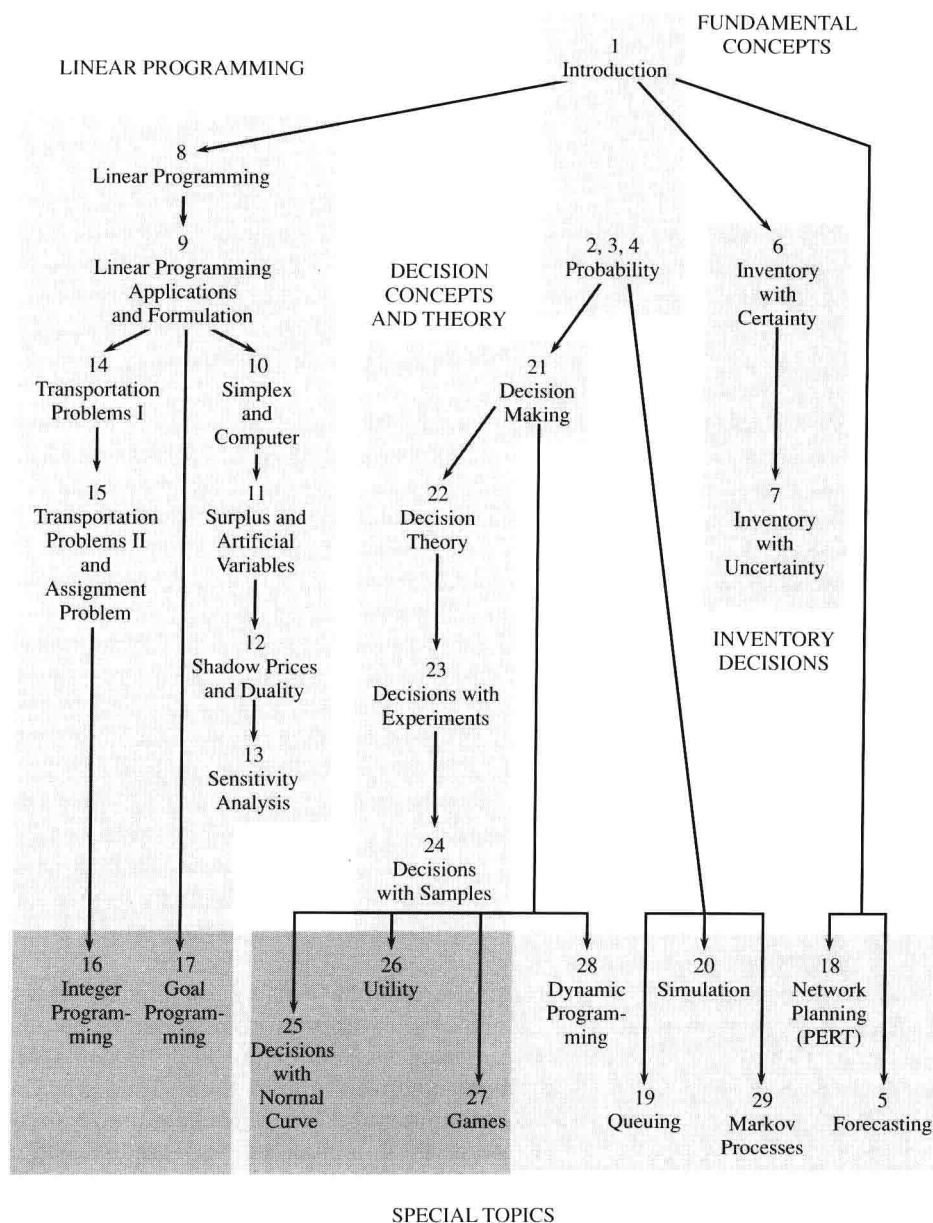 FUNDAMENTAL
CONCEPTS
1
Introduction
LINEAR PROGRAMMING
8
Linear Programming
9
Linear Programming
Applications
and Formulation
DECISION
CONCEPTS
AND THEORY
2, 3, 4
Probability
6
Inventory
with
Certainty
14
Transportation
Problems I
10
Simplex
and
Computer
21
Decision
Making
15
Transportation
Problems II
and
Assignment
Problem
11
Surplus and
Artificial
Variables
22
Decision
Theory
7
Inventory
with
Uncertainty
INVENTORY
DECISIONS
12
Shadow Prices
and Duality
23
Decisions with
Experiments
13
Sensitivity
Analysis
24
Decisions
with Samples
16
Integer
Program-
ming
17
Goal
Program-
ming
25
Decisions
with
Normal
Curve
26
Utility
27
Games
28
Dynamic
Program-
ming
20
Simulation
18
Network
Planning
(PERT)
19
Queuing
29
Markov
Processes
5
Forecasting
SPECIAL TOPICS